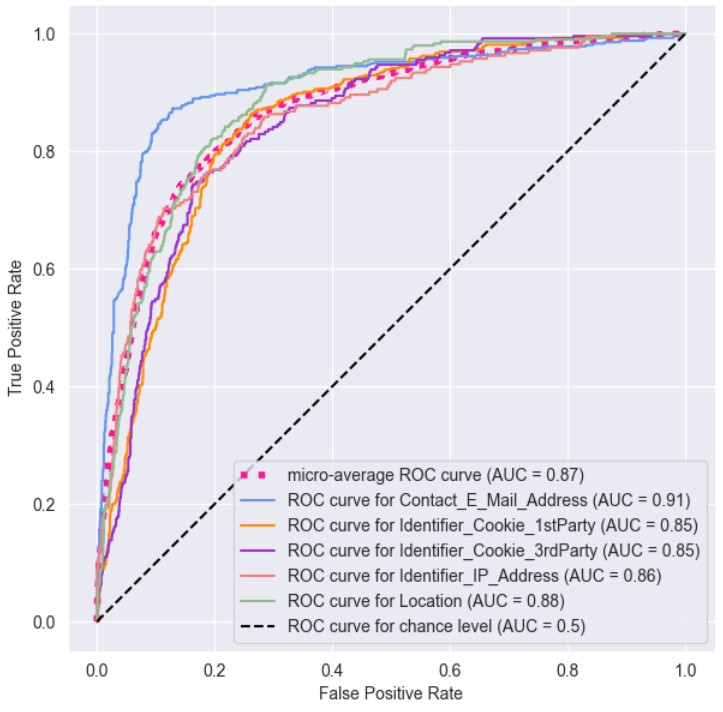 1.0
0.8
0.6
0.4
0.2
0.0
True Positive Rate
micro-average ROC curve (AUC = 0.87)
ROC curve for Contact_E_Mail_Address (AUC = 0.91)
ROC curve for Identifier_Cookie_1stParty (AUC = 0.85)
ROC curve for Identifier_Cookie_3rdParty (AUC = 0.85)
ROC curve for Identifier_IP_Address (AUC = 0.86)
ROC curve for Location (AUC = 0.88)
ROC curve for chance level (AUC = 0.5)
0.0 0.2 0.4 0.6 0.8 1.0
False Positive Rate